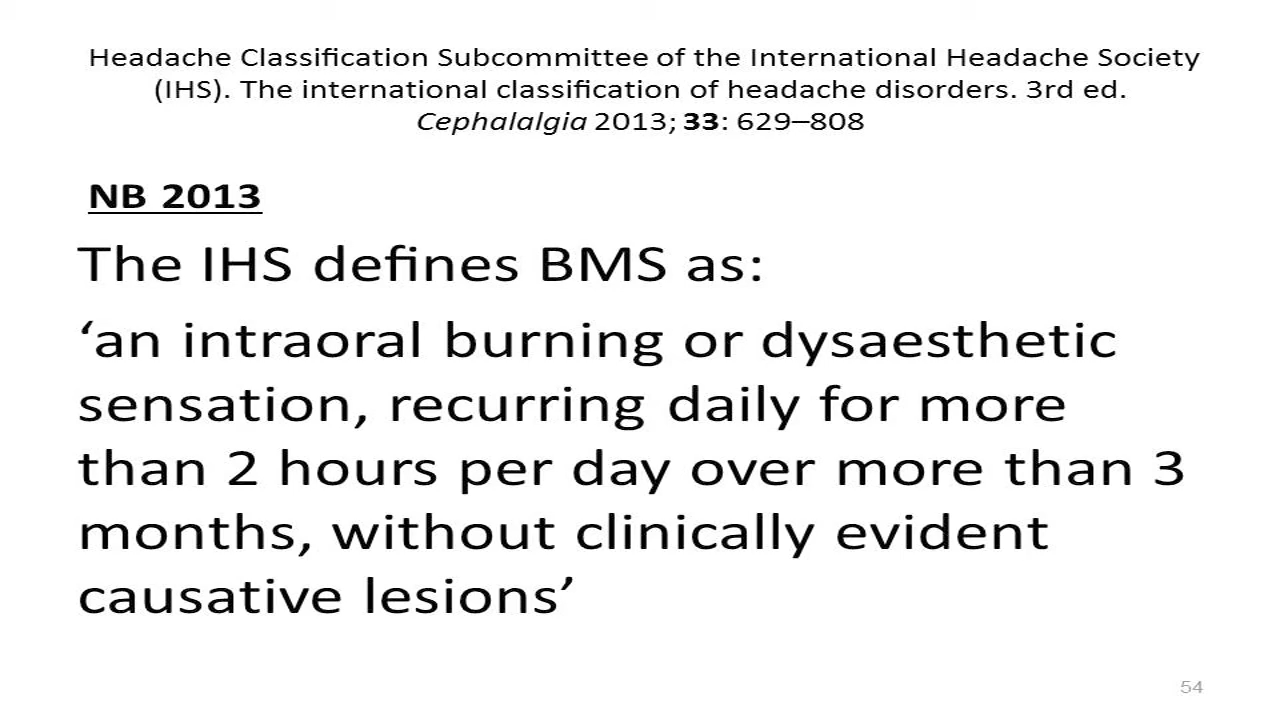 Headache Classification Subcommittee of the International Headache Society
(IHS). The international classification of headache disorders. 3rd ed.
Cephalalgia 2013; 33: 629–808
NB 2013
The IHS defines BMS as:
‘an intraoral burning or dysaesthetic
sensation, recurring daily for more
than 2 hours per day over more than 3
months, without clinically evident
causative lesions’
54